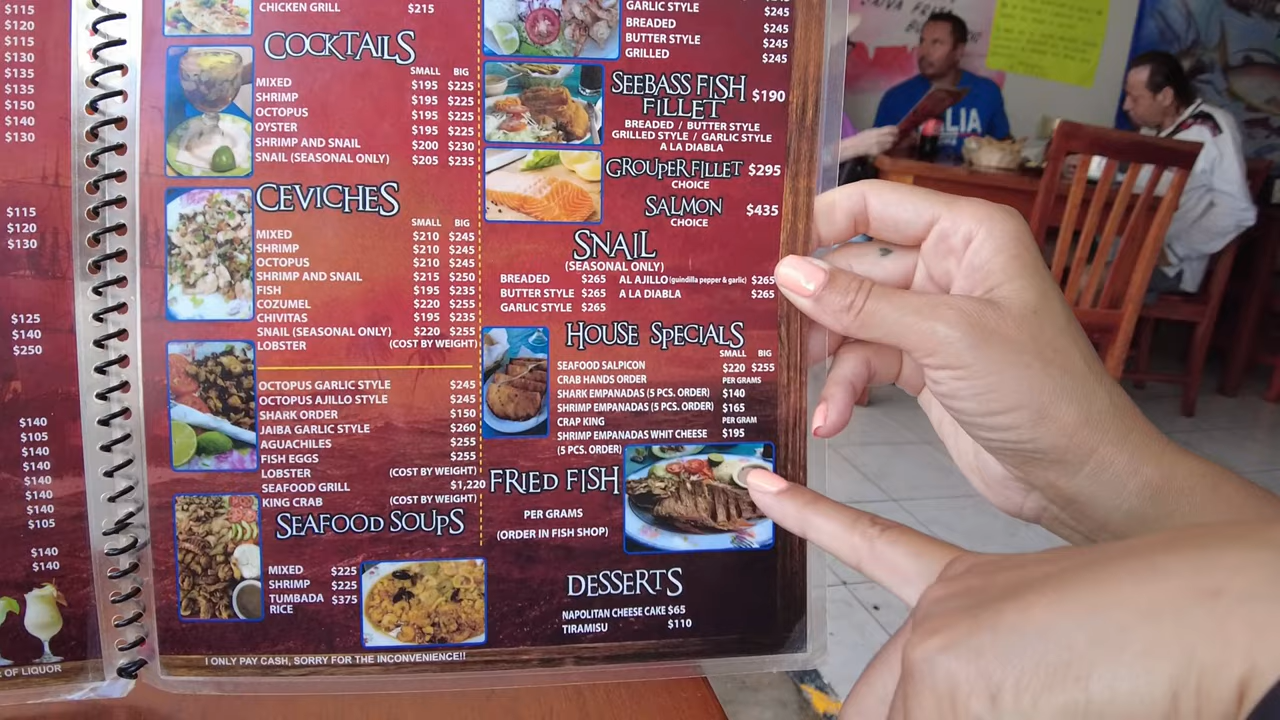 $115
$120
$115
$130
$135
$135
$150
$140
$130
$115
$120
$130
$125
$140
$250
$140
$105
$140
$140
$140
$140
$140
$105
$140
$140
OF LIQUOR
CHICKEN GRILL $215
COCKTAILS
SMALL BIG
MIXED $195 $225
SHRIMP $195 $225
OCTOPUS $195 $225
OYSTER $195 $225
SHRIMP AND SNAIL $200 $230
SNAIL (SEASONAL ONLY) $205 $235
CEVICHES
SMALL BIG
MIXED $210 $245
SHRIMP $210 $245
OCTOPUS $210 $245
SHRIMP AND SNAIL $215 $250
FISH $195 $235
COZUMEL $220 $255
CHIVITAS $195 $235
SNAIL (SEASONAL ONLY) $220 $255
LOBSTER (COST BY WEIGHT)
OCTOPUS GARLIC STYLE $245
OCTOPUS AJILLO STYLE $245
SHARK ORDER $150
JAIBA GARLIC STYLE $260
AGUACHILES $255
FISH EGGS $255
LOBSTER (COST BY WEIGHT)
SEAFOOD GRILL $1,220
KING CRAB (COST BY WEIGHT)
SEAFOOD SOUPS
MIXED $225
SHRIMP $225
TUMBADA $375
RICE
I ONLY PAY CASH, SORRY FOR THE INCONVENIENCE!!
GARLIC STYLE $245
BREADED $245
BUTTER STYLE $245
GRILLED $245
SEEBASS FISH
FILLET $190
BREADED / BUTTER STYLE
GRILLED STYLE / GARLIC STYLE
A LA DIABLA
GROUPER FILLET $295
CHOICE
SALMON $435
CHOICE
SNAIL
(SEASONAL ONLY)
BREADED $265 AL AJILLO (guindilla pepper & garlic) $265
BUTTER STYLE $265 A LA DIABLA $265
GARLIC STYLE $265
HOUSE SPECIALS
SMALL BIG
SEAFOOD SALPICON $220 $255
CRAB HANDS ORDER PER GRAMS
SHARK EMPANADAS (5 PCS. ORDER) $140
SHRIMP EMPANADAS (5 PCS. ORDER) $165
CRAP KING PER GRAM
SHRIMP EMPANADAS WHIT CHEESE $195
(5 PCS. ORDER)
FRIED FISH
PER GRAMS
(ORDER IN FISH SHOP)
DESSERTS
NAPOLITAN CHEESE CAKE $65
TIRAMISU $110